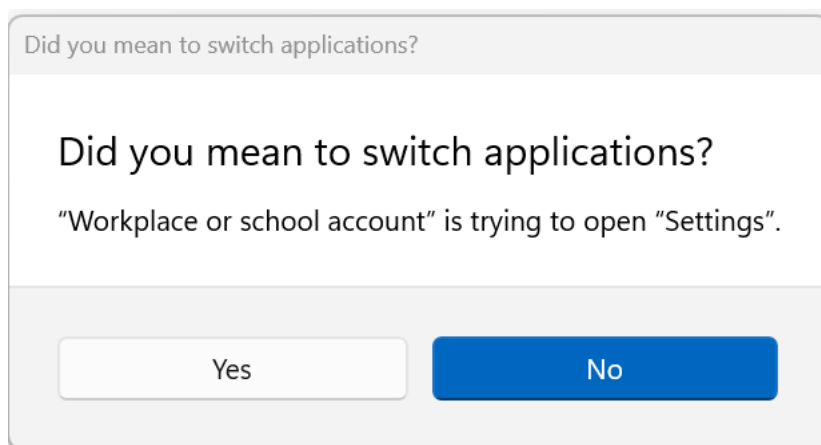 Did you mean to switch applications?
Did you mean to switch applications?
“Workplace or school account” is trying to open “Settings”.
Yes
No